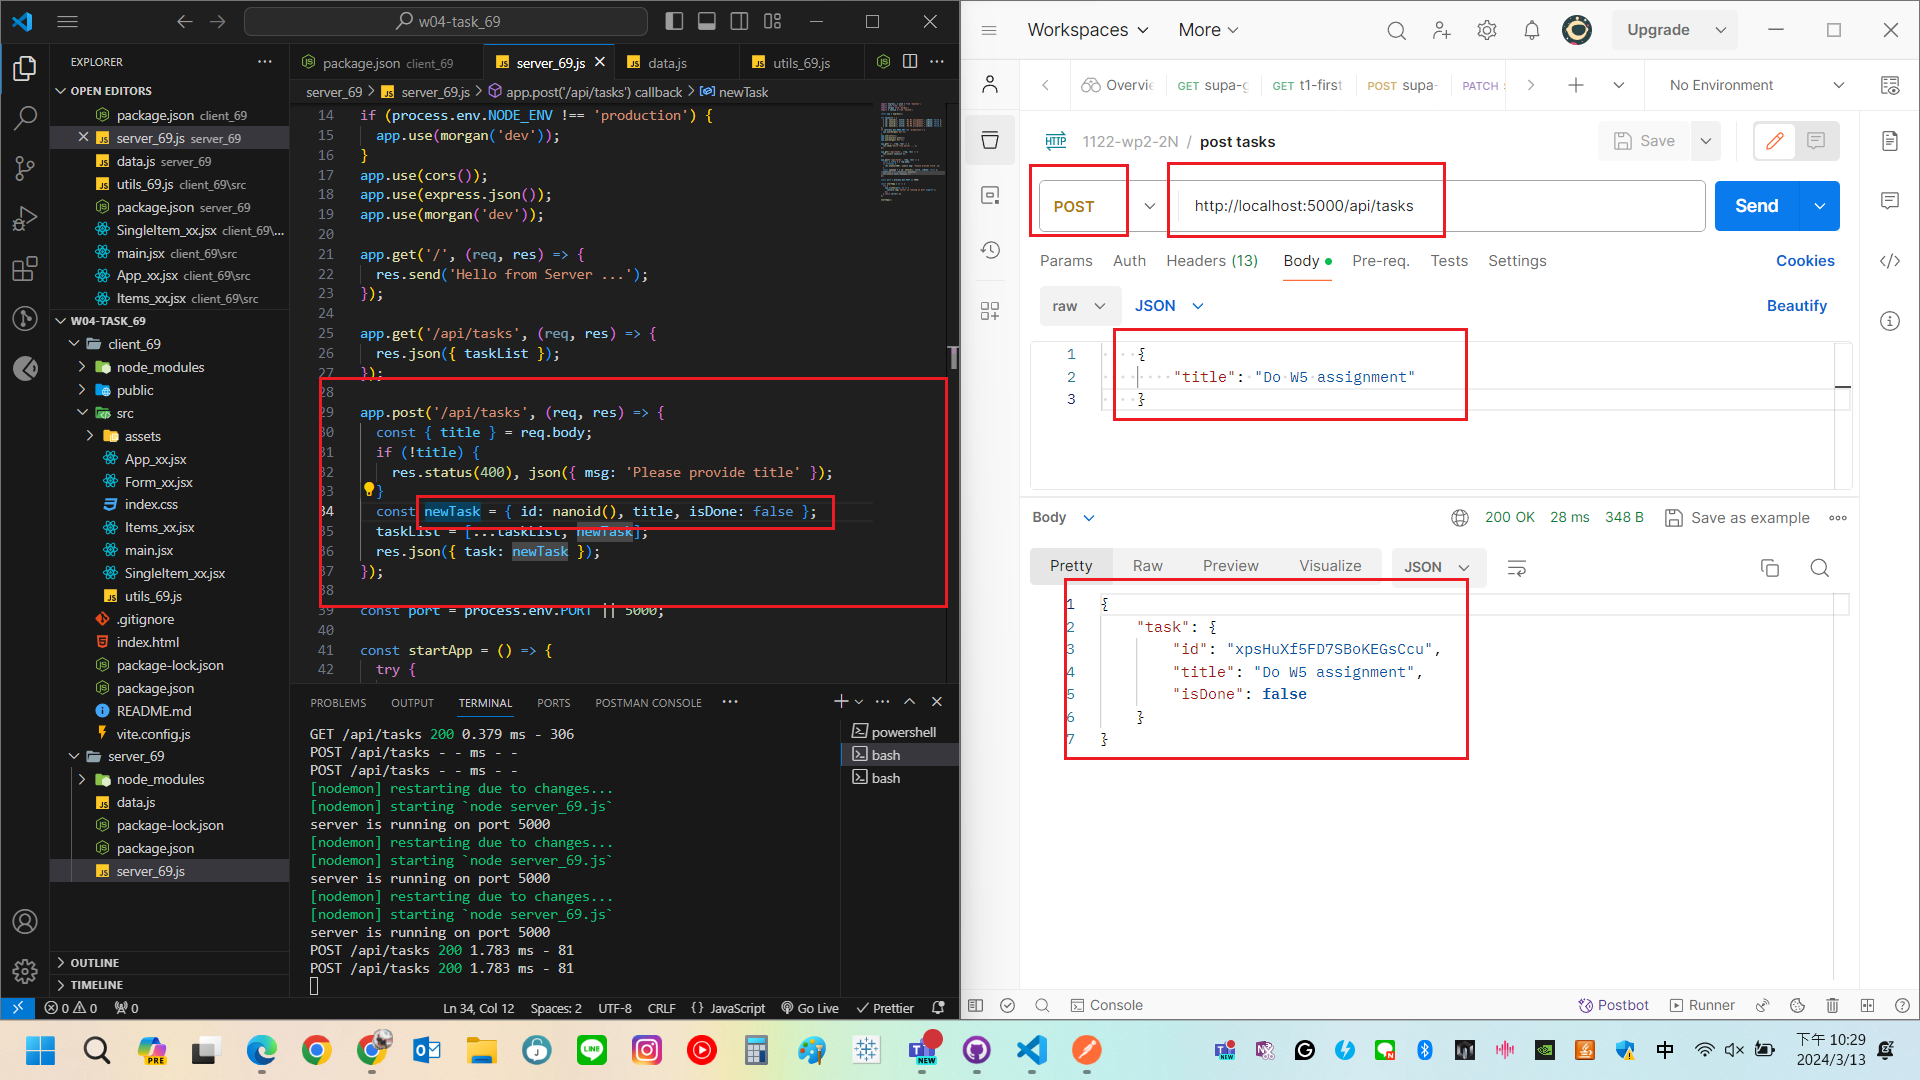 w04-task_69
EXPLORER
OPEN EDITORS
package.json client_69
server_69.js server_69
data.js server_69
utils_69.js client_69\src
package.json server_69
SingleItem_xx.jsx client_69\...
main.jsx client_69\src
App_xx.jsx client_69\src
Items_xx.jsx client_69\src
W04-TASK_69
client_69
node_modules
public
src
assets
App_xx.jsx
Form_xx.jsx
index.css
Items_xx.jsx
main.jsx
SingleItem_xx.jsx
utils_69.js
.gitignore
index.html
package-lock.json
package.json
README.md
vite.config.js
server_69
node_modules
data.js
package-lock.json
package.json
server_69.js
OUTLINE
TIMELINE
package.json client_69
server_69.js
data.js
utils_69.js
server_69 > server_69.js > app.post('/api/tasks') callback > newTask
14 if (process.env.NODE_ENV !== 'production') {
15 app.use(morgan('dev'));
16 }
17 app.use(cors());
18 app.use(express.json());
19 app.use(morgan('dev'));
20
21 app.get('/', (req, res) => {
22 res.send('Hello from Server ...');
23 });
24
25 app.get('/api/tasks', (req, res) => {
26 res.json({ taskList });
27 });
28
29 app.post('/api/tasks', (req, res) => {
30 const { title } = req.body;
31 if (!title) {
32 res.status(400), json({ msg: 'Please provide title' });
33 }
34 const newTask = { id: nanoid(), title, isDone: false };
35 taskList = [...taskList, newTask];
36 res.json({ task: newTask });
37 });
38
39 const port = process.env.PORT || 5000;
40
41 const startApp = () => {
42 try {
PROBLEMS OUTPUT TERMINAL PORTS POSTMAN CONSOLE
GET /api/tasks 200 0.379 ms - 306
POST /api/tasks - - ms - -
POST /api/tasks - - ms - -
[nodemon] restarting due to changes...
[nodemon] starting `node server_69.js`
server is running on port 5000
[nodemon] restarting due to changes...
[nodemon] starting `node server_69.js`
server is running on port 5000
[nodemon] restarting due to changes...
[nodemon] starting `node server_69.js`
server is running on port 5000
POST /api/tasks 200 1.783 ms - 81
POST /api/tasks 200 1.783 ms - 81
powershell
bash
bash
0 0 0 Ln 34, Col 12 Spaces: 2 UTF-8 CRLF {} JavaScript Go Live Prettier
Workspaces More Upgrade
Overvie GET supa-g GET t1-first POST supa- PATCH No Environment
HTTP 1122-wp2-2N / post tasks Save
POST http://localhost:5000/api/tasks Send
Params Auth Headers (13) Body Pre-req. Tests Settings Cookies
raw JSON Beautify
1 {
2 "title": "Do W5 assignment"
3 }
Body 200 OK 28 ms 348 B Save as example
Pretty Raw Preview Visualize JSON
1 {
2 "task": {
3 "id": "xpsHuXf5FD7SBoKEGsCcu",
4 "title": "Do W5 assignment",
5 "isDone": false
6 }
7 }
Console Postbot Runner
PRE
LINE
NEW
NEW
中
下午 10:29
2024/3/13